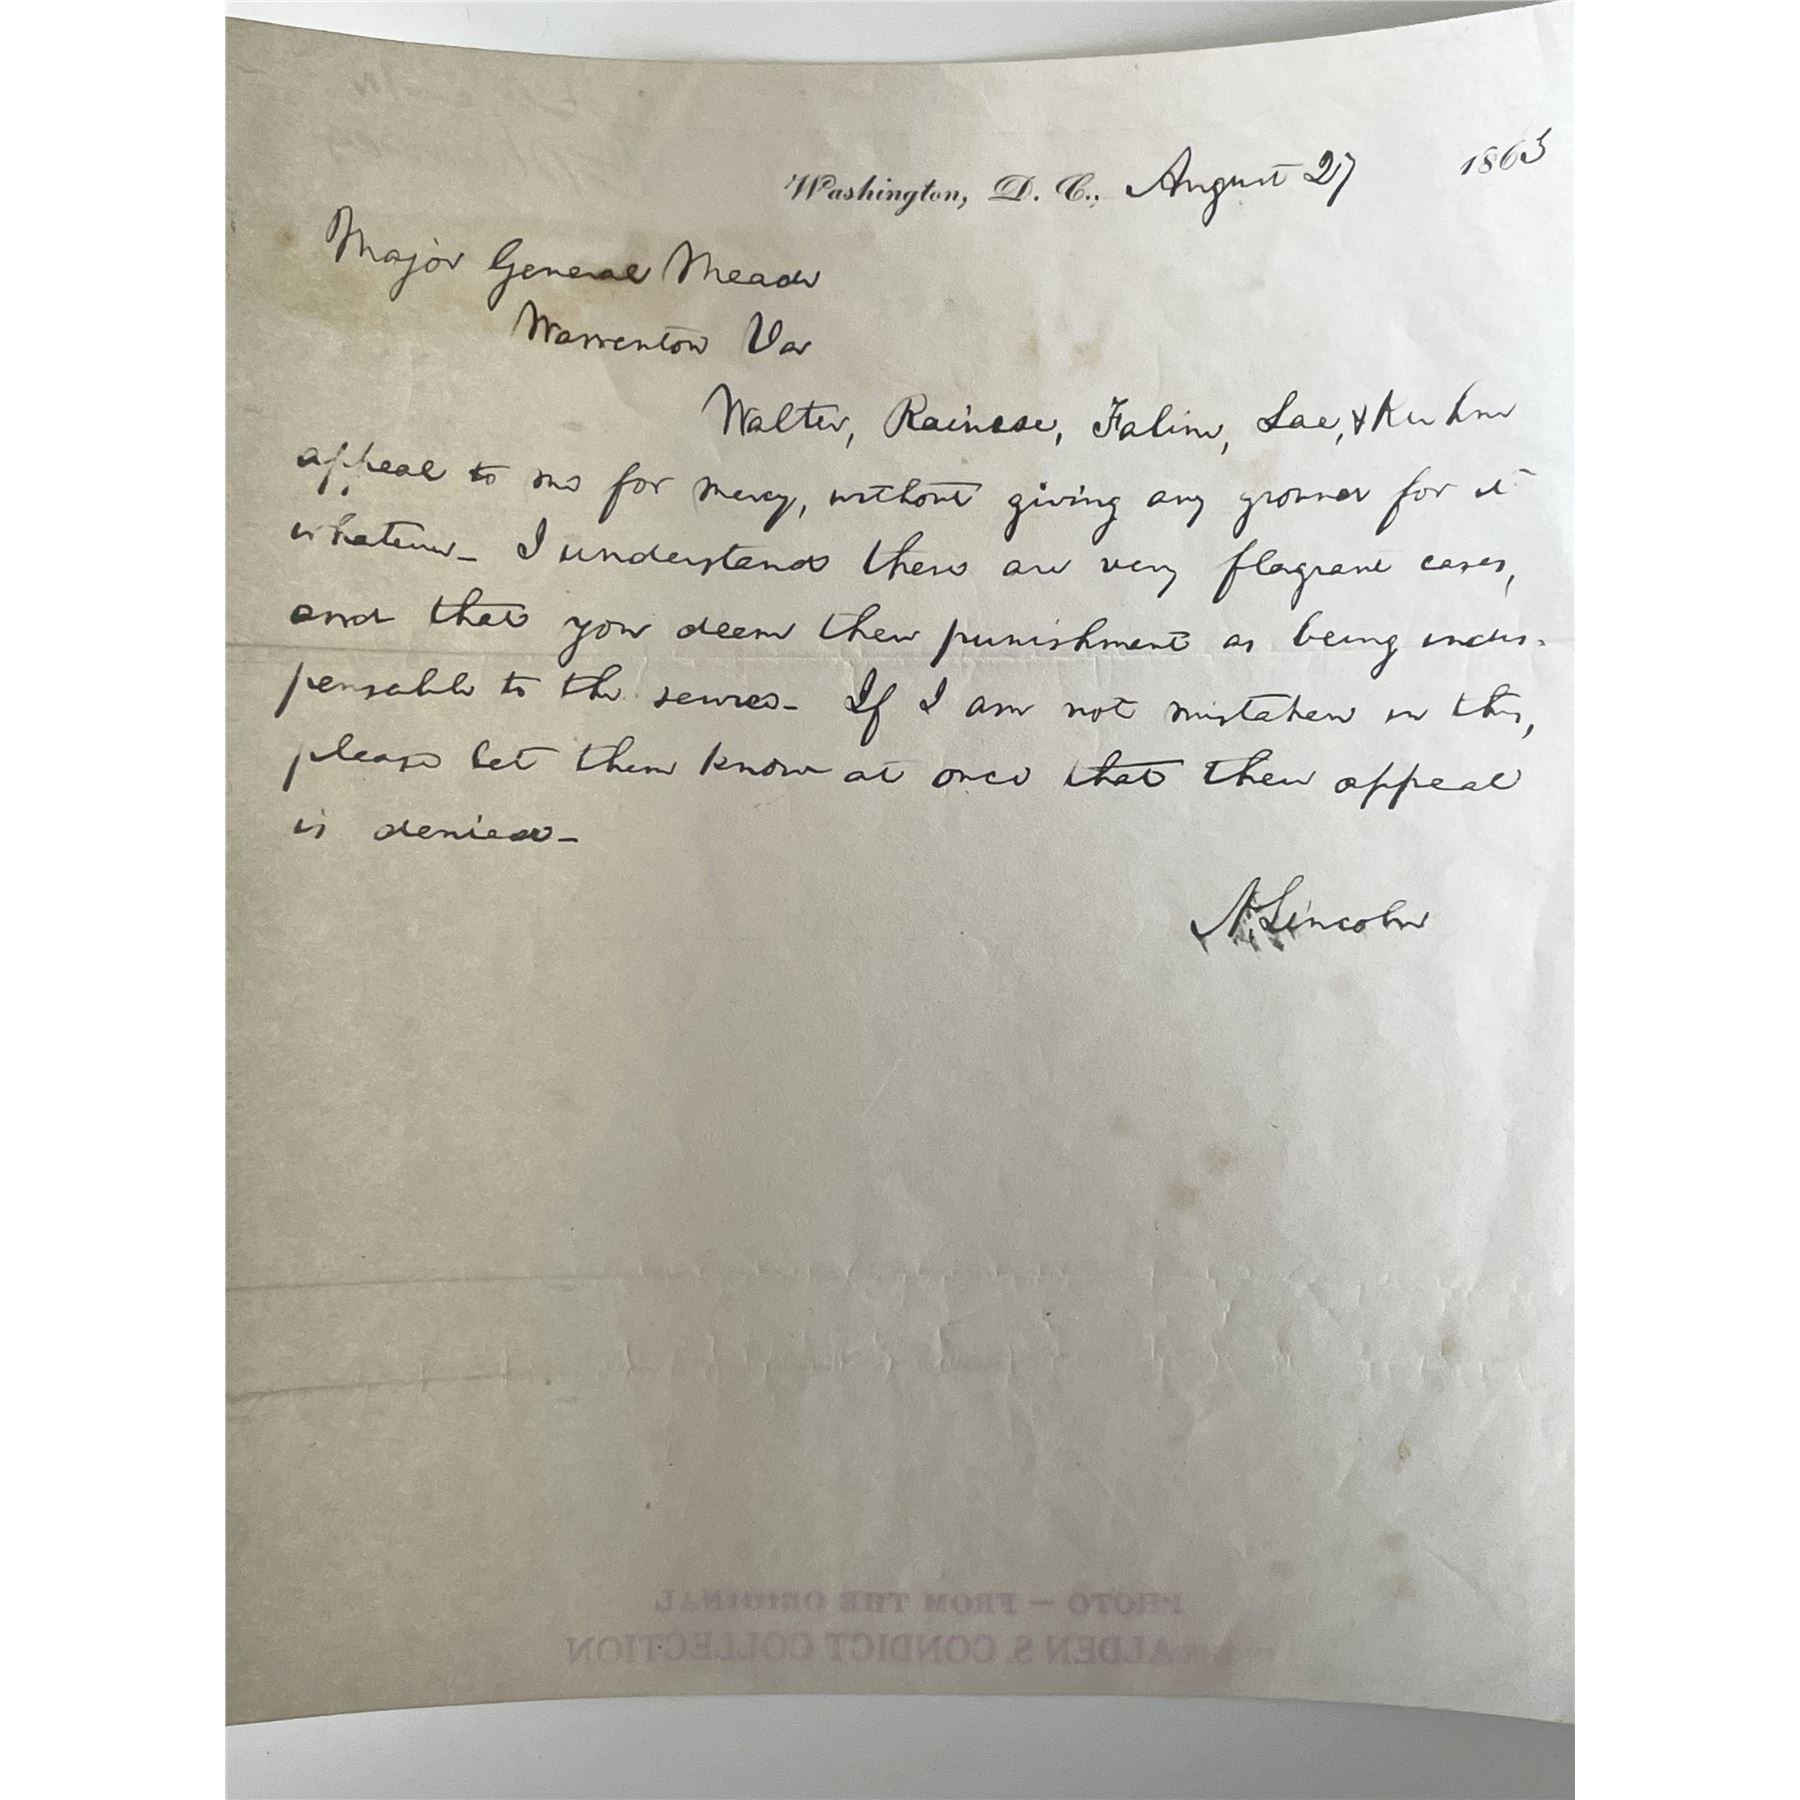 Washington, D. C., August 27 1863
Major General Meade
Warrenton Va
Walter, Rainese, Faline, Lae, & Kuhne
appeal to me for mercy, without giving any ground for it
whatever— I understand these are very flagrant cases,
and that you deem their punishment as being indis-
pensable to the service— If I am not mistaken in this,
please let them know at once that their appeal
is denied—
A. Lincoln
PHOTO — FROM THE ORIGINAL
ALDEN S. CONDICT COLLECTION